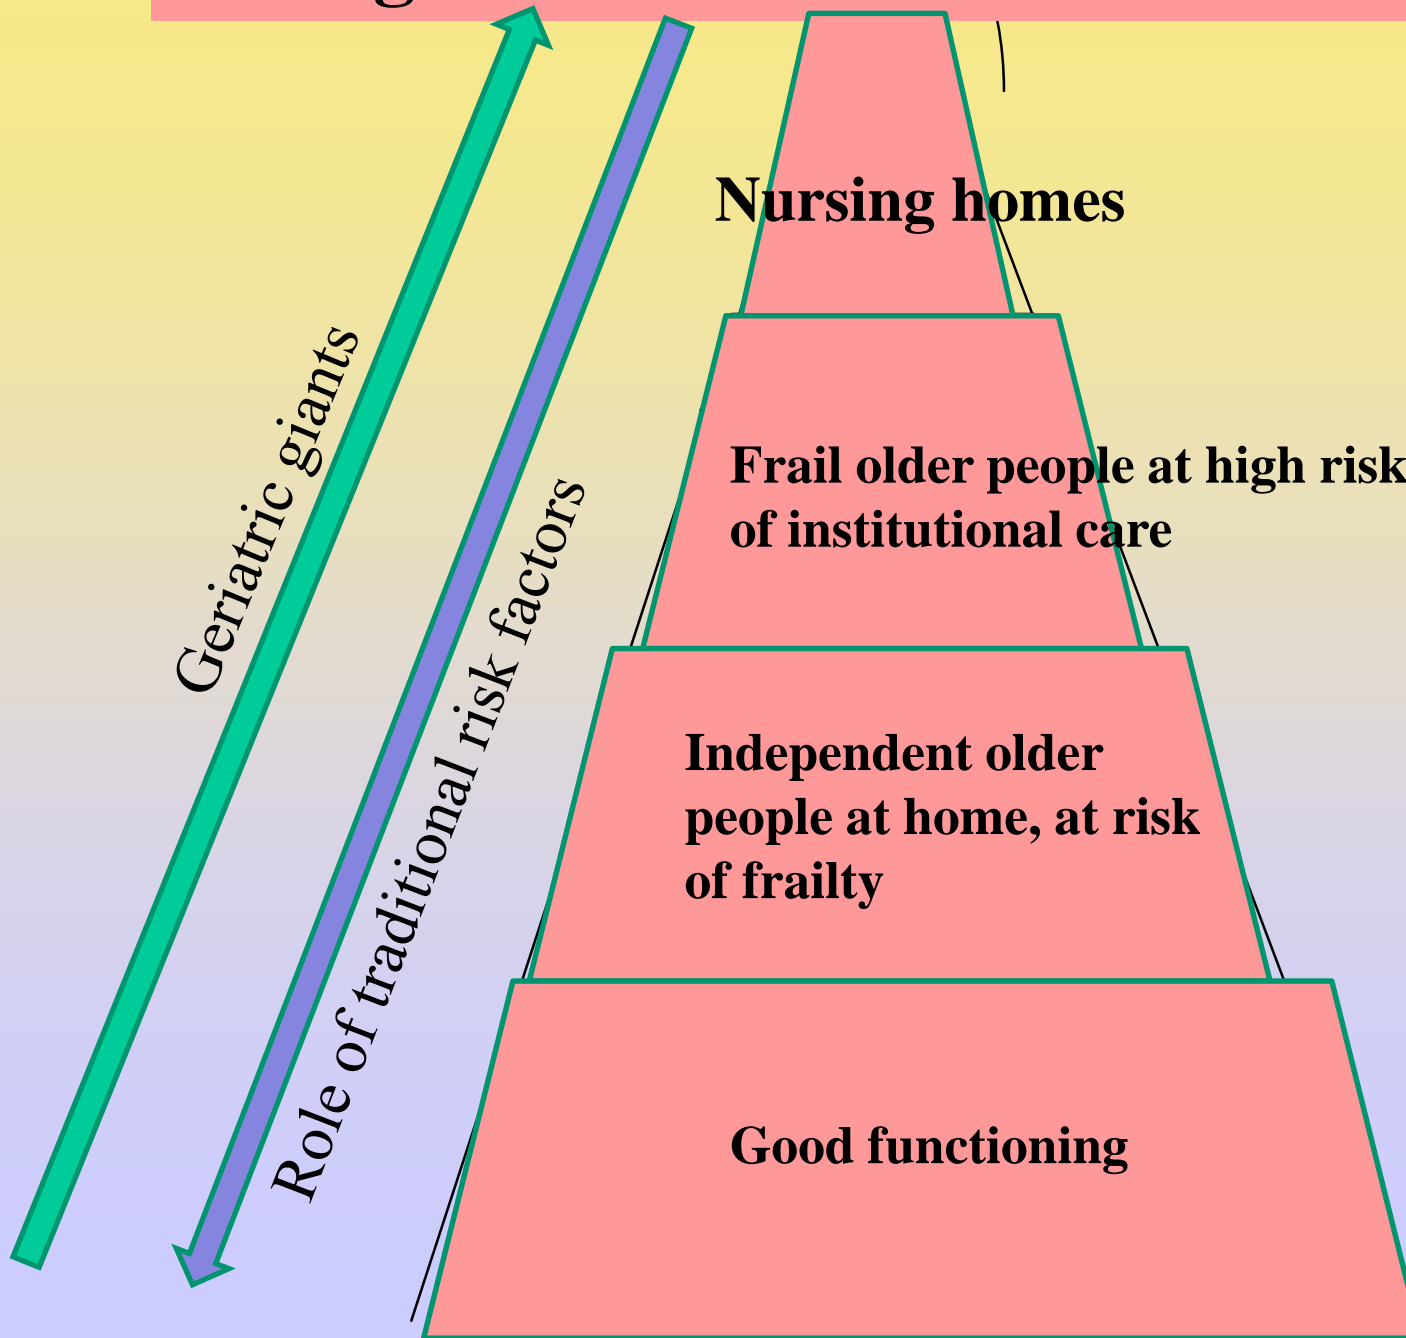 Nursing homes
Geriatric giants
Frail older people at high risk
of institutional care
Role of traditional risk factors
Independent older
people at home, at risk
of frailty
Good functioning